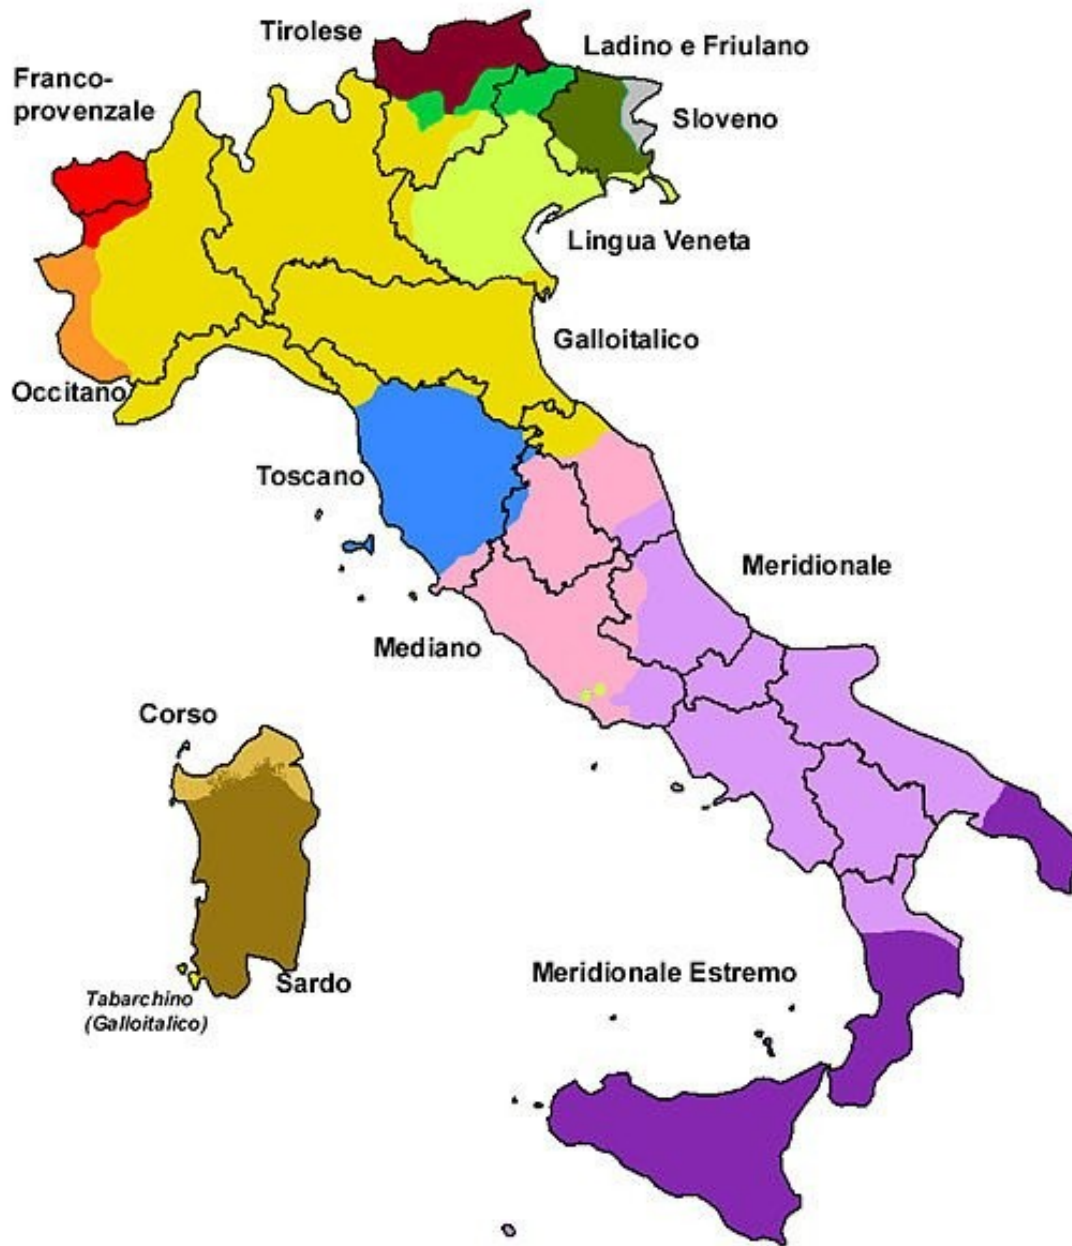 Tirolese
Ladino e Friulano
Franco-
provenzale
Sloveno
Lingua Veneta
Galloitalico
Occitano
Toscano
Meridionale
Mediano
Corso
Meridionale Estremo
Sardo
Tabarchino
(Galloitalico)